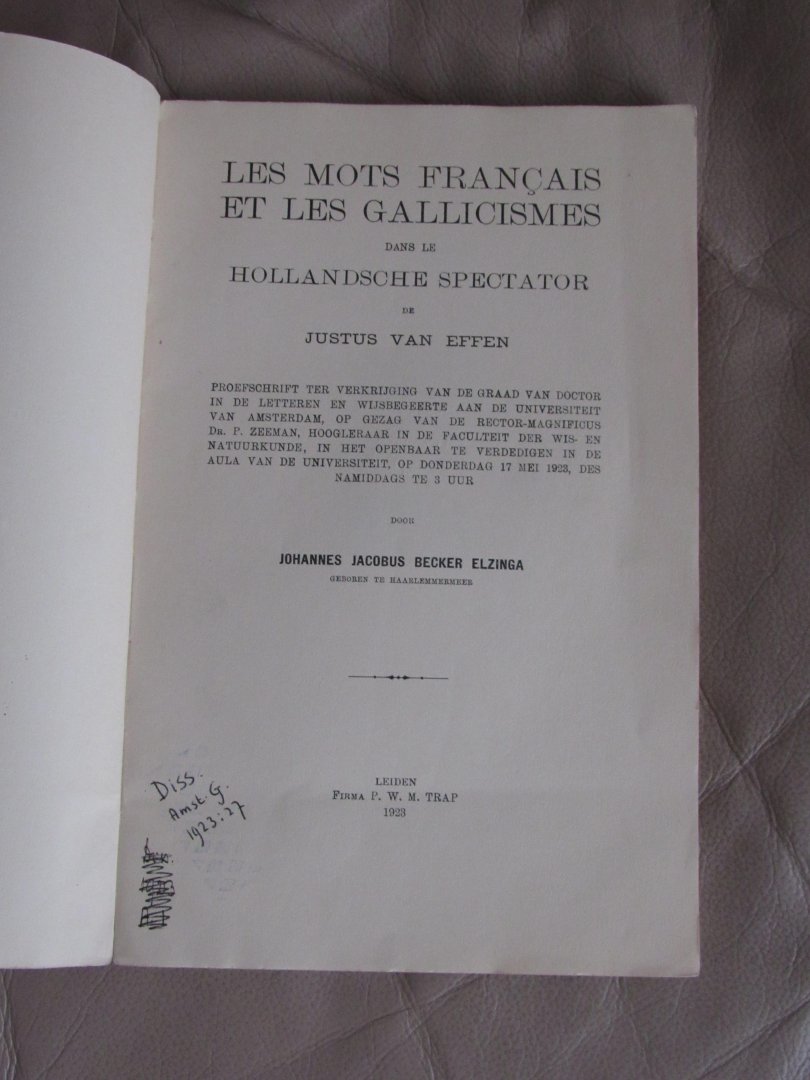 LES MOTS FRANÇAIS
ET LES GALLICISMES
DANS LE
HOLLANDSCHE SPECTATOR
DE
JUSTUS VAN EFFEN
PROEFSCHRIFT TER VERKRIJGING VAN DE GRAAD VAN DOCTOR
IN DE LETTEREN EN WIJSBEGEERTE AAN DE UNIVERSITEIT
VAN AMSTERDAM, OP GEZAG VAN DE RECTOR-MAGNIFICUS
DR. P. ZEEMAN, HOOGLERAAR IN DE FACULTEIT DER WIS- EN
NATUURKUNDE, IN HET OPENBAAR TE VERDEDIGEN IN DE
AULA VAN DE UNIVERSITEIT, OP DONDERDAG 17 MEI 1923, DES
NAMIDDAGS TE 3 UUR
DOOR
JOHANNES JACOBUS BECKER ELZINGA
GEBOREN TE HAARLEMMERMEER
LEIDEN
FIRMA P. W. M. TRAP
1923
Diss.
Amst. G.
1923:27